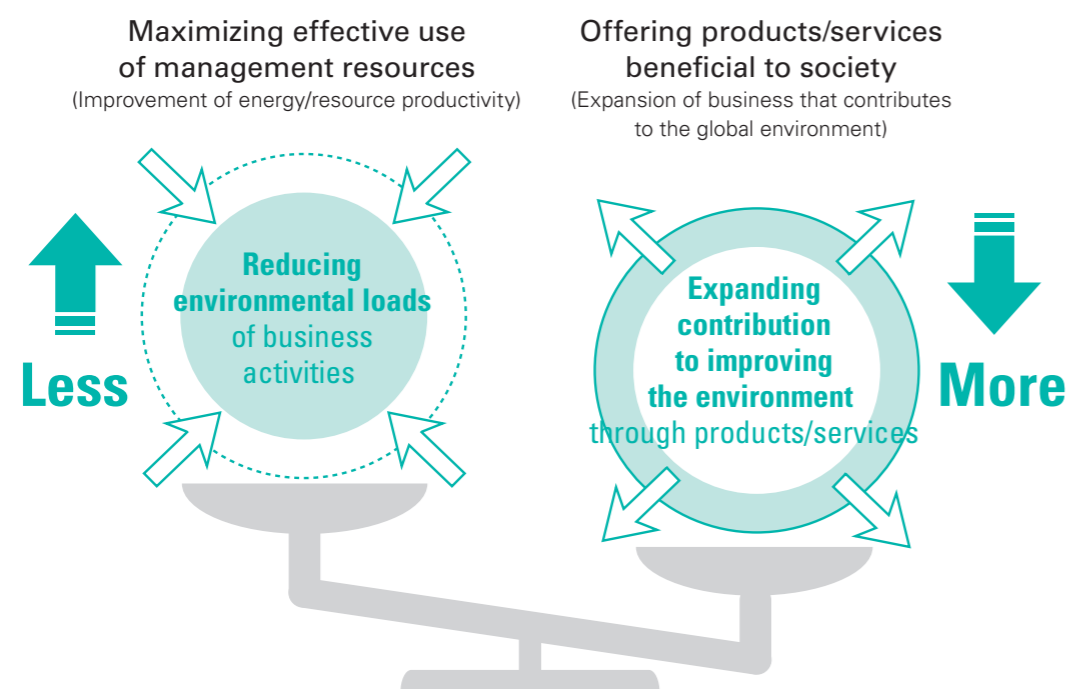 Maximizing effective use
of management resources
(Improvement of energy/resource productivity)
Offering products/services
beneficial to society
(Expansion of business that contributes
to the global environment)
Less
Reducing
environmental loads
of business
activities
Expanding
contribution
to improving
the environment
through products/services
More